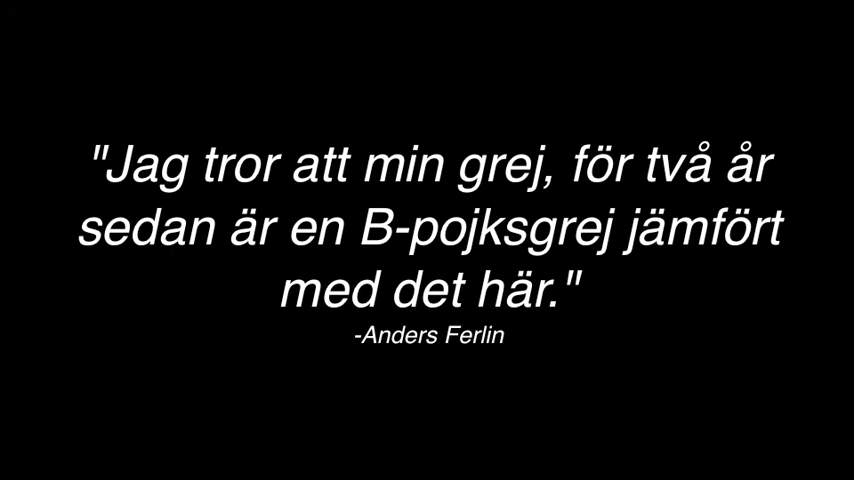 "Jag tror att min grej, för två år
sedan är en B-pojksgrej jämfört
med det här."
-Anders Ferlin